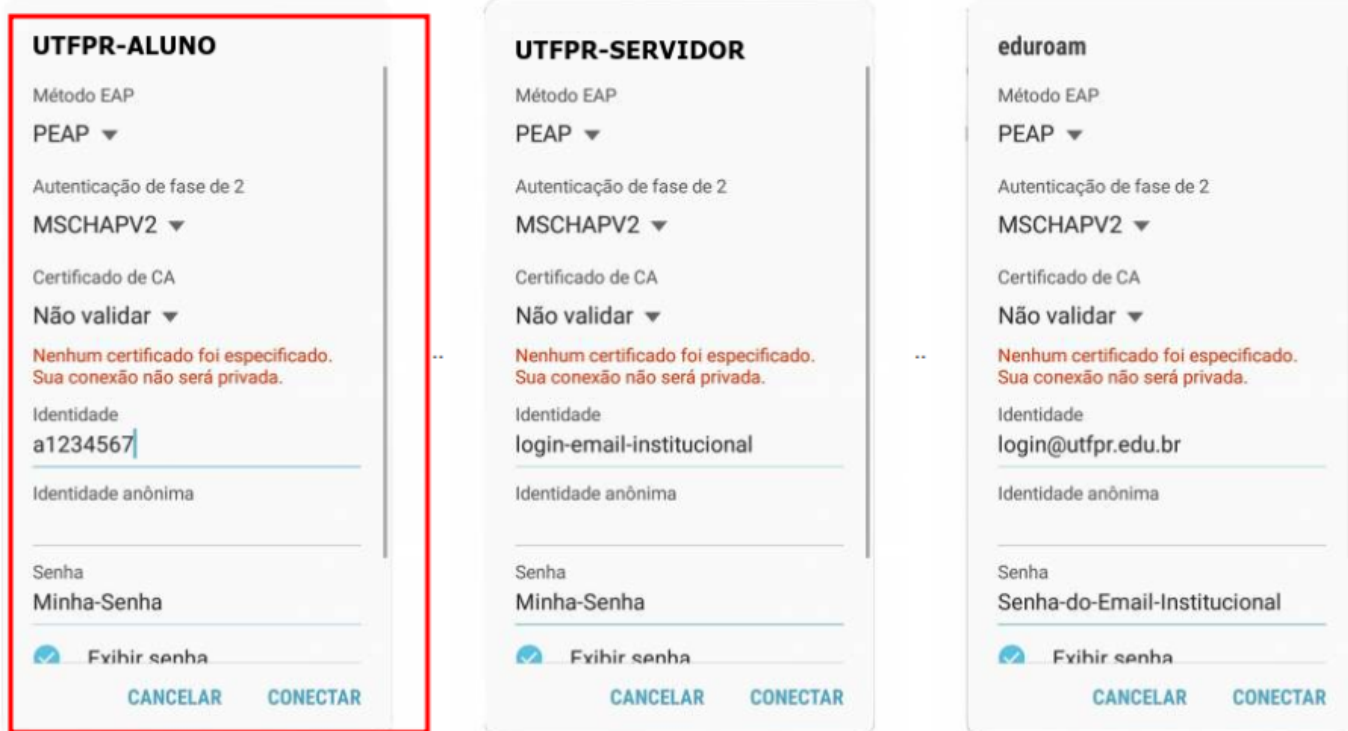 UTFPR-ALUNO
Método EAP
PEAP
Autenticação de fase de 2
MSCHAPV2
Certificado de CA
Não validar
Nenhum certificado foi especificado.
Sua conexão não será privada.
Identidade
a1234567
Identidade anônima
Senha
Minha-Senha
Exibir senha
CANCELAR CONECTAR
..
UTFPR-SERVIDOR
Método EAP
PEAP
Autenticação de fase de 2
MSCHAPV2
Certificado de CA
Não validar
Nenhum certificado foi especificado.
Sua conexão não será privada.
Identidade
login-email-institucional
Identidade anônima
Senha
Minha-Senha
Exibir senha
CANCELAR CONECTAR
..
eduroam
Método EAP
PEAP
Autenticação de fase de 2
MSCHAPV2
Certificado de CA
Não validar
Nenhum certificado foi especificado.
Sua conexão não será privada.
Identidade
login@utfpr.edu.br
Identidade anônima
Senha
Senha-do-Email-Institucional
Exibir senha
CANCELAR CONECTAR